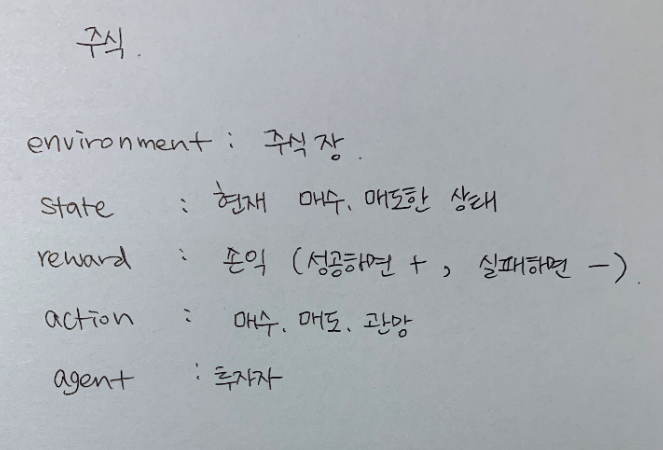 주식.
environment : 주식장.
state : 현재 매수, 매도한 상태
reward : 손익 (성공하면 +, 실패하면 -).
action : 매수, 매도, 관망
agent : 투자자